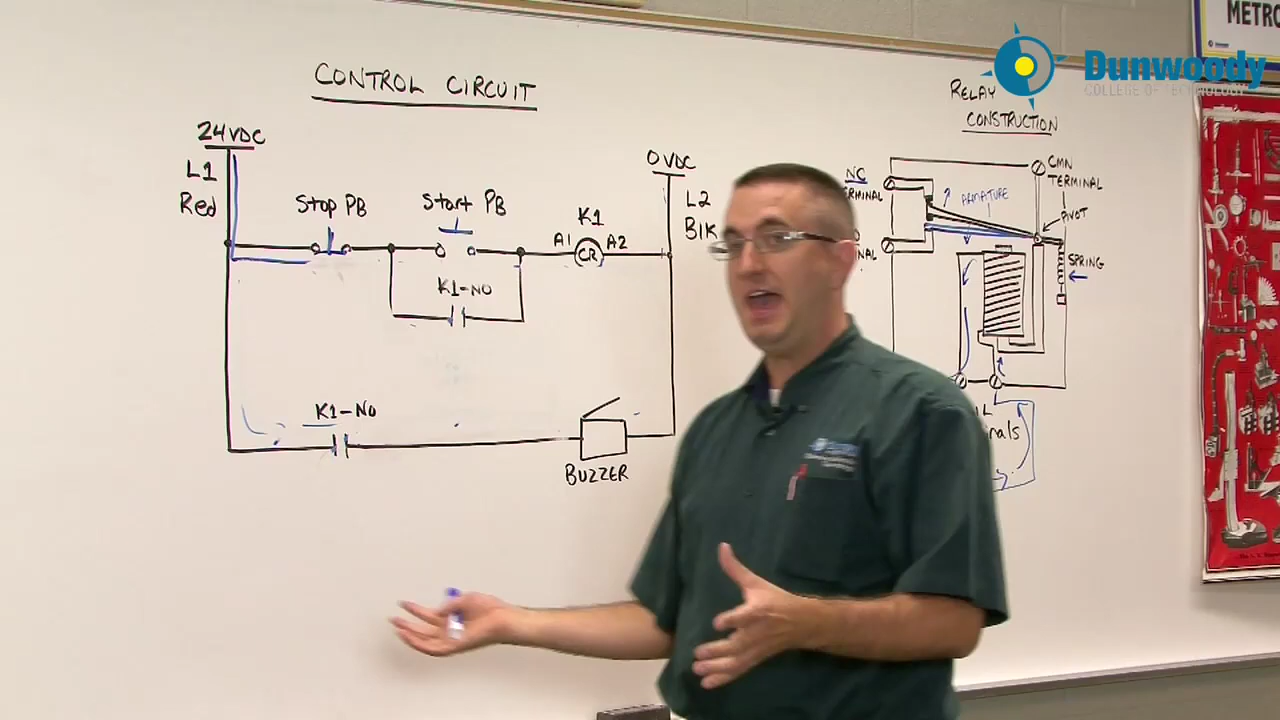 CONTROL CIRCUIT
24VDC
L1
Red
Stop PB
Start PB
K1
A1
CR
A2
K1-NO
0VDC
L2
Blk
K1-NO
BUZZER
RELAY
CONSTRUCTION
CMN
TERMINAL
NC
ARMATURE
PIVOT
SPRING
METRO
Dunwoody
COLLEGE OF TECHNOLOGY